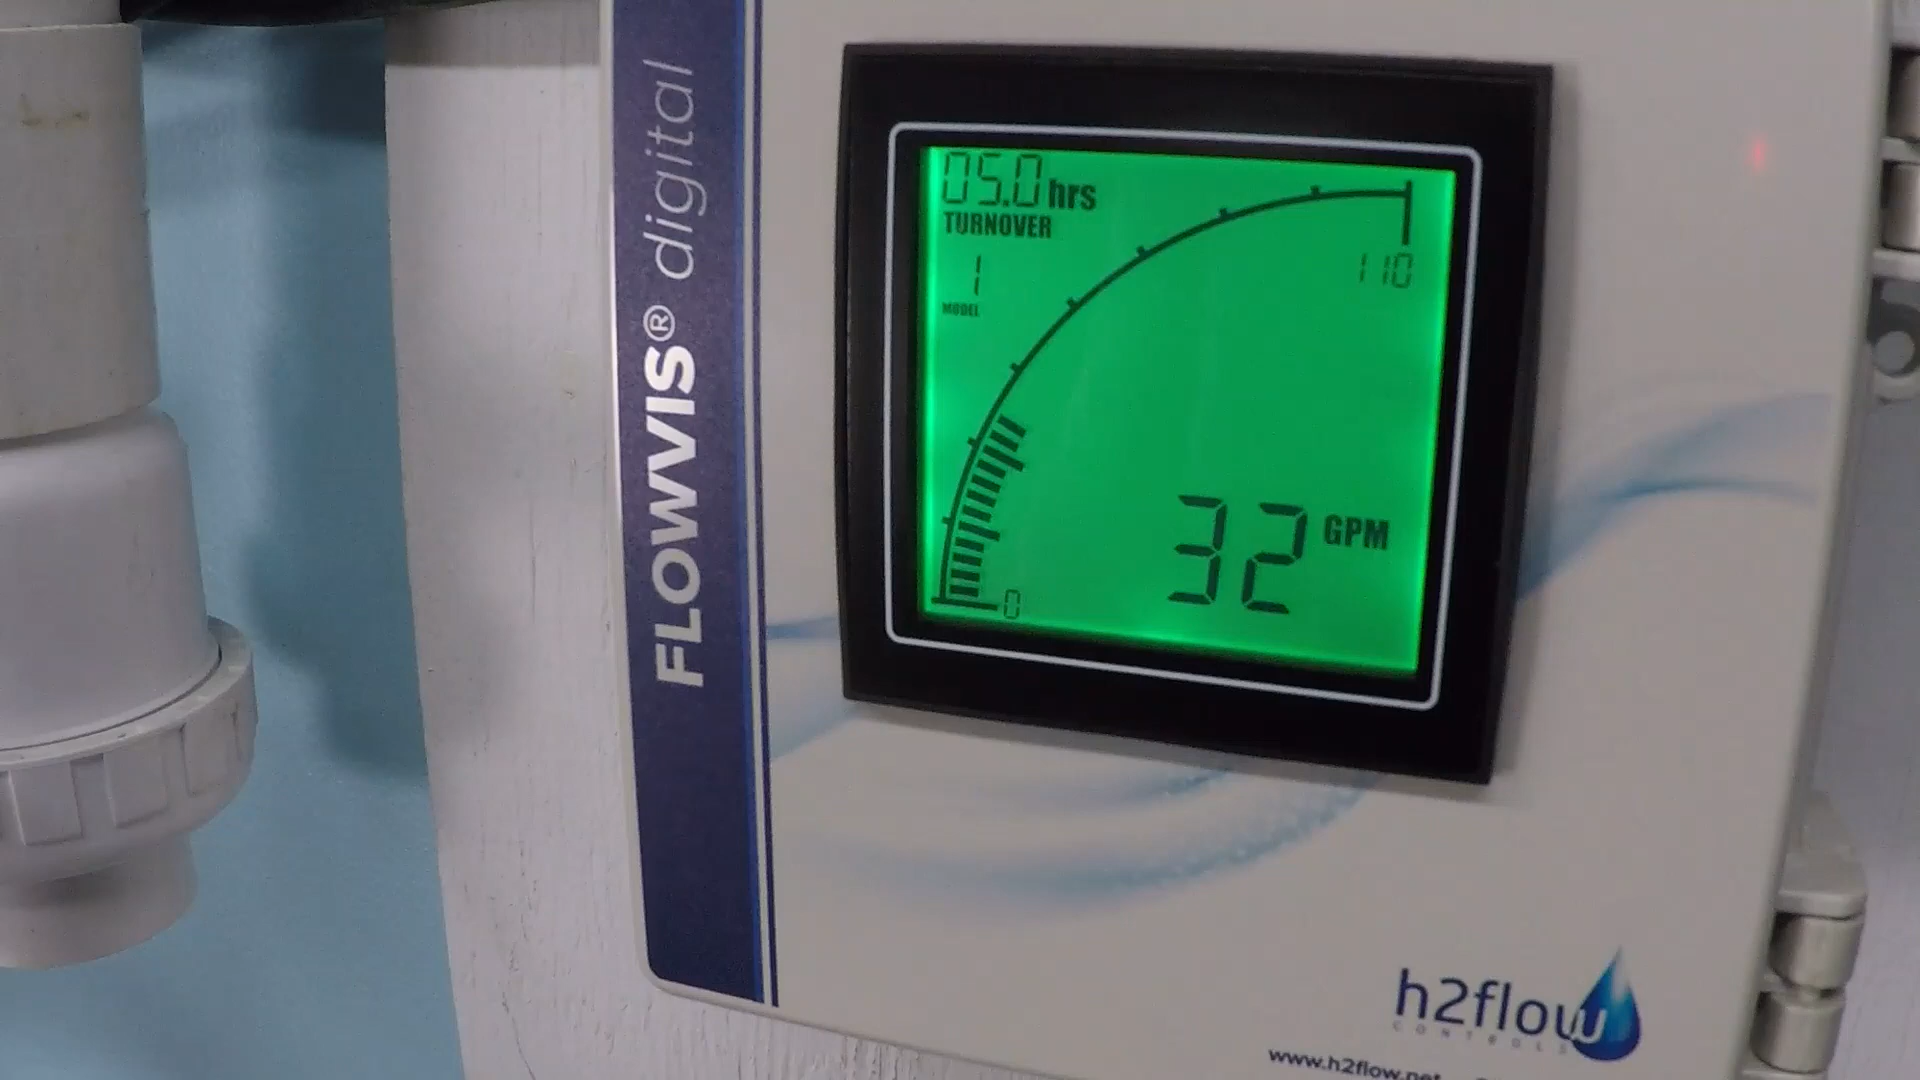 FLOWVIS® digital
05.0 hrs
TURNOVER
1
MODEL
110
32 GPM
0
h2flow
CONTROLS
www.h2flow.net